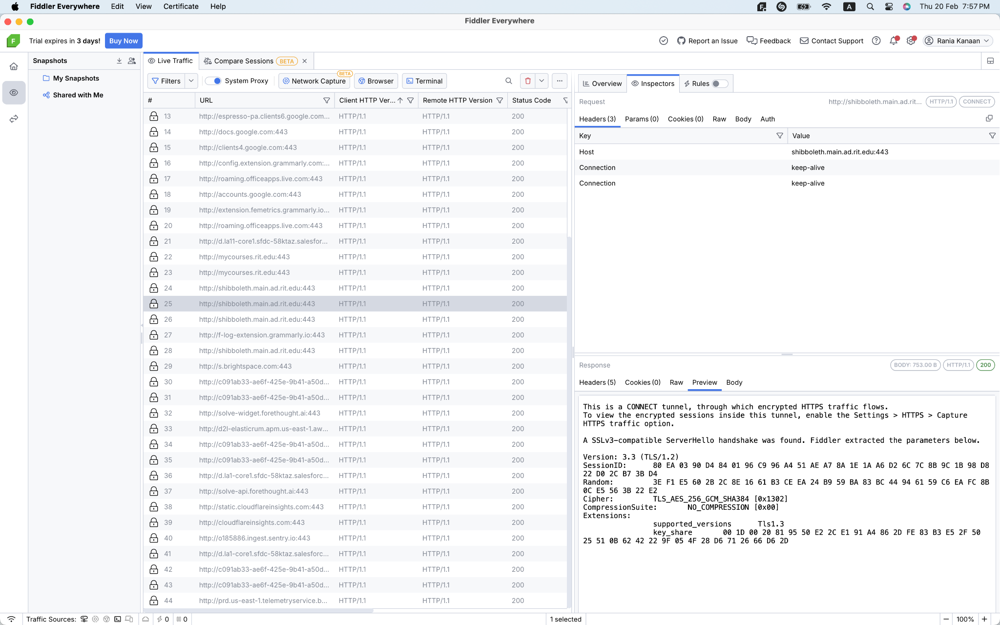 Fiddler Everywhere Edit View Certificate Help
A Thu 20 Feb 7:57 PM
Fiddler Everywhere
F Trial expires in 3 days! Buy Now
Report an Issue Feedback Contact Support Rania Kanaan
Snapshots
My Snapshots
Shared with Me
Live Traffic Compare Sessions BETA
Filters System Proxy Network Capture BETA Browser Terminal
# URL Client HTTP Ver... Remote HTTP Version Status Code
13 http://espresso-pa.clients6.google.com... HTTP/1.1 HTTP/1.1 200
14 http://docs.google.com:443 HTTP/1.1 HTTP/1.1 200
15 http://clients4.google.com:443 HTTP/1.1 HTTP/1.1 200
16 http://config.extension.grammarly.com:... HTTP/1.1 HTTP/1.1 200
17 http://roaming.officeapps.live.com:443 HTTP/1.1 HTTP/1.1 200
18 http://accounts.google.com:443 HTTP/1.1 HTTP/1.1 200
19 http://extension.femetrics.grammarly.io... HTTP/1.1 HTTP/1.1 200
20 http://roaming.officeapps.live.com:443 HTTP/1.1 HTTP/1.1 200
21 http://d.la11-core1.sfdc-58ktaz.salesfor... HTTP/1.1 HTTP/1.1 200
22 http://mycourses.rit.edu:443 HTTP/1.1 HTTP/1.1 200
23 http://mycourses.rit.edu:443 HTTP/1.1 HTTP/1.1 200
24 http://shibboleth.main.ad.rit.edu:443 HTTP/1.1 HTTP/1.1 200
25 http://shibboleth.main.ad.rit.edu:443 HTTP/1.1 HTTP/1.1 200
26 http://shibboleth.main.ad.rit.edu:443 HTTP/1.1 HTTP/1.1 200
27 http://f-log-extension.grammarly.io:443 HTTP/1.1 HTTP/1.1 200
28 http://shibboleth.main.ad.rit.edu:443 HTTP/1.1 HTTP/1.1 200
29 http://s.brightspace.com:443 HTTP/1.1 HTTP/1.1 200
30 http://c091ab33-ae6f-425e-9b41-a50d... HTTP/1.1 HTTP/1.1 200
31 http://c091ab33-ae6f-425e-9b41-a50d... HTTP/1.1 HTTP/1.1 200
32 http://solve-widget.forethought.ai:443 HTTP/1.1 HTTP/1.1 200
33 http://d2l-elasticrum.apm.us-east-1.aw... HTTP/1.1 HTTP/1.1 200
34 http://c091ab33-ae6f-425e-9b41-a50d... HTTP/1.1 HTTP/1.1 200
35 http://c091ab33-ae6f-425e-9b41-a50d... HTTP/1.1 HTTP/1.1 200
36 http://d.la1-core1.sfdc-58ktaz.salesforc... HTTP/1.1 HTTP/1.1 200
37 http://solve-api.forethought.ai:443 HTTP/1.1 HTTP/1.1 200
38 http://static.cloudflareinsights.com:443 HTTP/1.1 HTTP/1.1 200
39 http://cloudflareinsights.com:443 HTTP/1.1 HTTP/1.1 200
40 http://o185886.ingest.sentry.io:443 HTTP/1.1 HTTP/1.1 200
41 http://d.la1-core1.sfdc-58ktaz.salesforc... HTTP/1.1 HTTP/1.1 200
42 http://c091ab33-ae6f-425e-9b41-a50d... HTTP/1.1 HTTP/1.1 200
43 http://c091ab33-ae6f-425e-9b41-a50d... HTTP/1.1 HTTP/1.1 200
44 http://prd.us-east-1.telemetryservice.b... HTTP/1.1 HTTP/1.1 200
Overview Inspectors Rules
Request http://shibboleth.main.ad.rit... HTTP/1.1 CONNECT
Headers (3) Params (0) Cookies (0) Raw Body Auth
Key Value
Host shibboleth.main.ad.rit.edu:443
Connection keep-alive
Connection keep-alive
Response BODY: 753.00 B HTTP/1.1 200
Headers (5) Cookies (0) Raw Preview Body
This is a CONNECT tunnel, through which encrypted HTTPS traffic flows.
To view the encrypted sessions inside this tunnel, enable the Settings > HTTPS > Capture
HTTPS traffic option.
A SSLv3-compatible ServerHello handshake was found. Fiddler extracted the parameters below.
Version: 3.3 (TLS/1.2)
SessionID: 80 EA 03 90 D4 84 01 96 C9 96 A4 51 AE A7 8A 1E 1A A6 D2 6C 7C 8B 9C 1B 98 D8
22 D0 2C B7 3B D4
Random: 3E F1 E5 60 2B 2C 8E 16 61 B3 CE EA 24 B9 59 BA 83 BC 44 94 61 59 C6 EA FC 8B
0C E5 56 3B 22 E2
Cipher: TLS_AES_256_GCM_SHA384 [0x1302]
CompressionSuite: NO_COMPRESSION [0x00]
Extensions:
supported_versions Tls1.3
key_share 00 1D 00 20 81 95 50 E2 2C E1 91 A4 86 2D FE 83 B3 E5 2F 50
25 51 0B 62 42 22 9F 05 4F 28 D6 71 26 66 D6 2D
Traffic Sources: 0 0 1 selected 100%